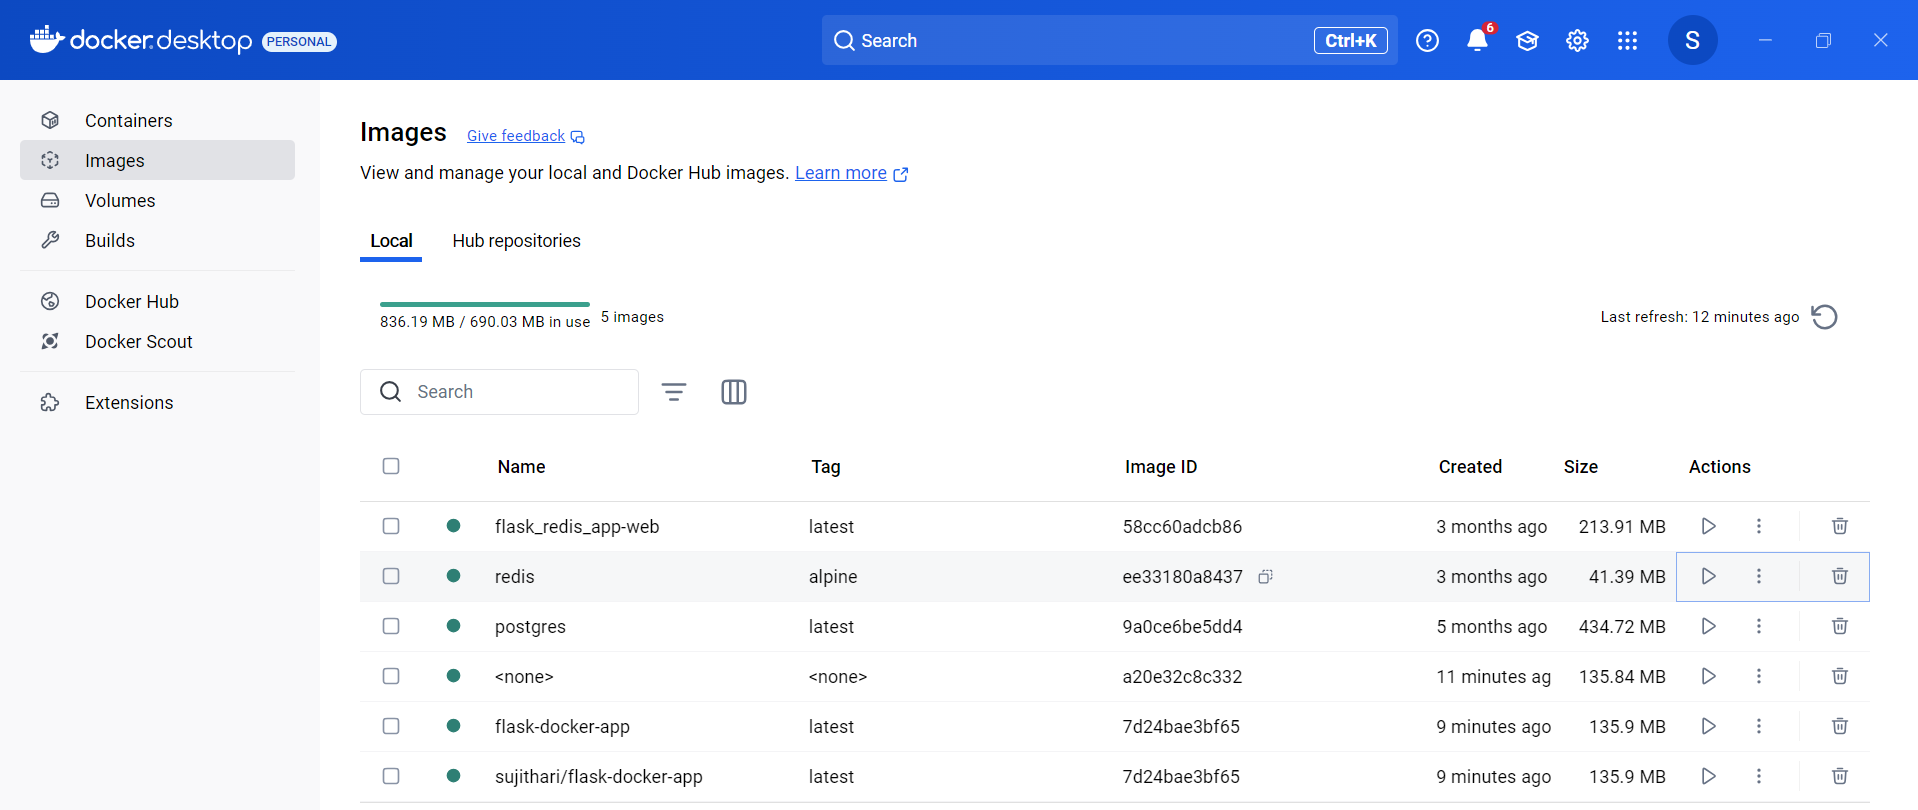 docker.desktop PERSONAL
Search Ctrl+K 6 S
Containers
Images
Volumes
Builds
Docker Hub
Docker Scout
Extensions
Images Give feedback
View and manage your local and Docker Hub images. Learn more
Local Hub repositories
836.19 MB / 690.03 MB in use 5 images Last refresh: 12 minutes ago
Search
Name Tag Image ID Created Size Actions
flask_redis_app-web latest 58cc60adcb86 3 months ago 213.91 MB
redis alpine ee33180a8437 3 months ago 41.39 MB
postgres latest 9a0ce6be5dd4 5 months ago 434.72 MB
<none> <none> a20e32c8c332 11 minutes ag 135.84 MB
flask-docker-app latest 7d24bae3bf65 9 minutes ago 135.9 MB
sujithari/flask-docker-app latest 7d24bae3bf65 9 minutes ago 135.9 MB